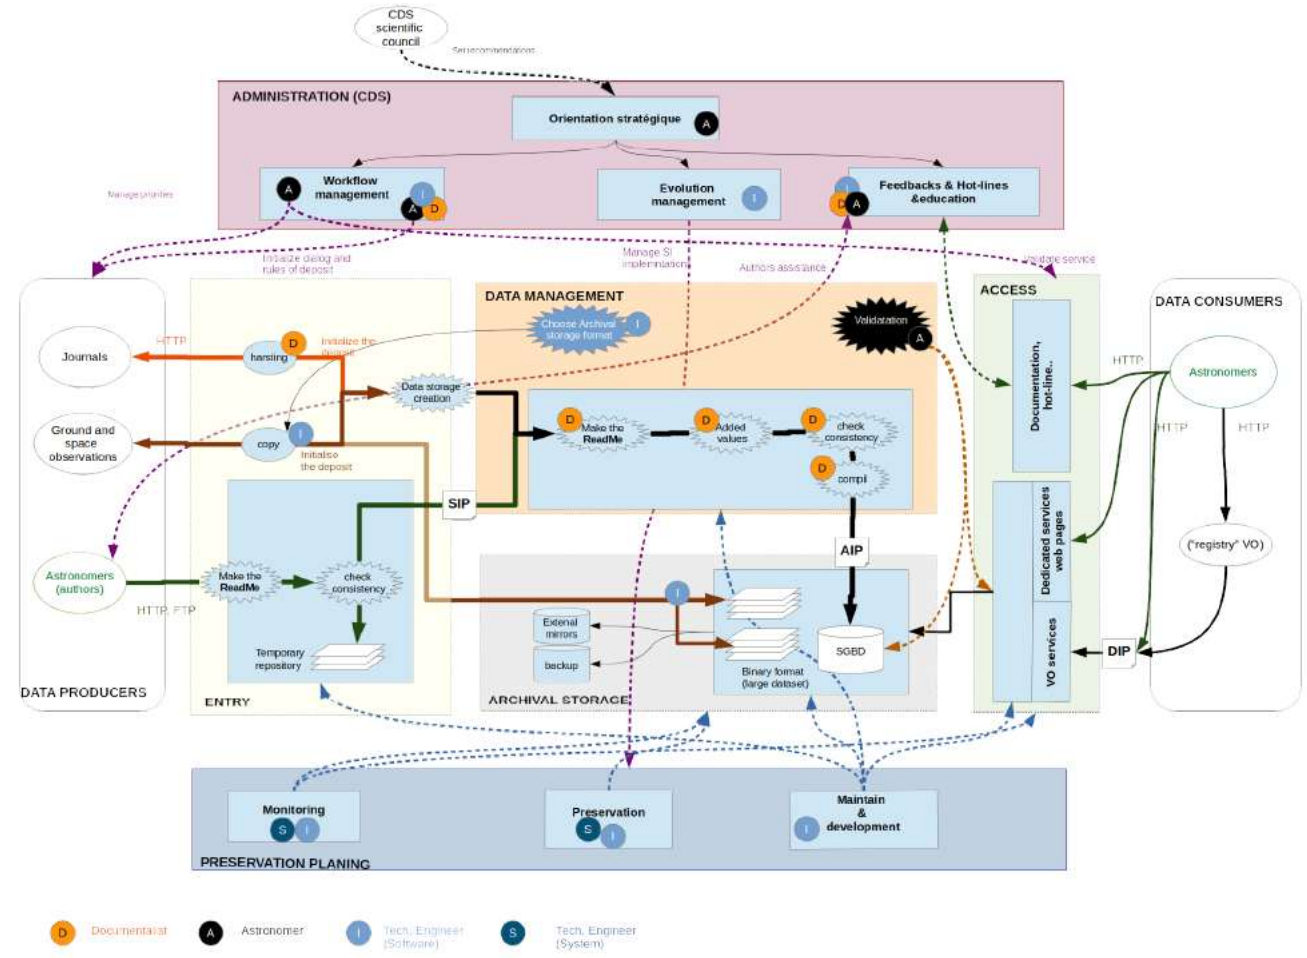 CDS
scientific
council
Set recommendations
ADMINISTRATION (CDS)
Orientation stratégique
A
A
Workflow
management
I
A
D
Evolution
management
I
I
D
A
Feedbacks & Hot-lines
&education
Manage priorities
Initialize dialog and
rules of deposit
Manage SI
implemntation
Authors assistance
Validate service
DATA PRODUCERS
Journals
Ground and
space
observations
Astronomers
(authors)
HTTP
HTTP, FTP
ENTRY
harsting
D
Initialize the
deposit
copy
I
Initialise
the deposit
Data storage
creation
Make the
ReadMe
check
consistency
Temporary
repository
SIP
DATA MANAGEMENT
Choose Archival
storage format
I
Validatation
A
D
Make the
ReadMe
D
Added
values
D
check
consistency
D
compil
AIP
ARCHIVAL STORAGE
I
Extenal
mirrors
backup
Binary format
(large dataset)
SGBD
ACCESS
Documentation,
hot-line..
Dedicated services
web pages
VO services
DIP
DATA CONSUMERS
Astronomers
HTTP
HTTP
HTTP
("registry" VO)
PRESERVATION PLANING
Monitoring
S
I
Preservation
S
I
Maintain
&
development
I
D
Documentalist
A
Astronomer
I
Tech. Engineer
(Software)
S
Tech. Engineer
(System)